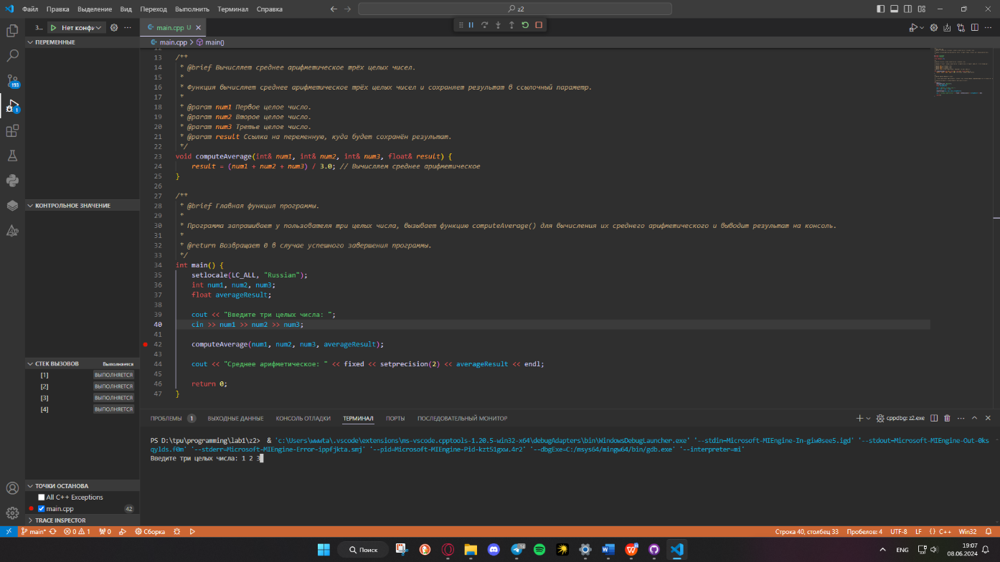 Файл Правка Выделение Вид Переход Выполнить Терминал Справка
z2
З... Нет конфи
main.cpp U
main.cpp > main()
ПЕРЕМЕННЫЕ
КОНТРОЛЬНОЕ ЗНАЧЕНИЕ
СТЕК ВЫЗОВОВ Выполняется
[1] ВЫПОЛНЯЕТСЯ
[2] ВЫПОЛНЯЕТСЯ
[3] ВЫПОЛНЯЕТСЯ
[4] ВЫПОЛНЯЕТСЯ
ТОЧКИ ОСТАНОВА
All C++ Exceptions
main.cpp 42
TRACE INSPECTOR
193
1
12
13 /**
14 * @brief Вычисляет среднее арифметическое трёх целых чисел.
15 *
16 * Функция вычисляет среднее арифметическое трёх целых чисел и сохраняет результат в ссылочный параметр.
17 *
18 * @param num1 Первое целое число.
19 * @param num2 Второе целое число.
20 * @param num3 Третье целое число.
21 * @param result Ссылка на переменную, куда будет сохранён результат.
22 */
23 void computeAverage(int& num1, int& num2, int& num3, float& result) {
24 result = (num1 + num2 + num3) / 3.0; // Вычисляем среднее арифметическое
25 }
26
27 /**
28 * @brief Главная функция программы.
29 *
30 * Программа запрашивает у пользователя три целых числа, вызывает функцию computeAverage() для вычисления их среднего арифметического и выводит результат на консоль.
31 *
32 * @return Возвращает 0 в случае успешного завершения программы.
33 */
34 int main() {
35 setlocale(LC_ALL, "Russian");
36 int num1, num2, num3;
37 float averageResult;
38
39 cout << "Введите три целых числа: ";
40 cin >> num1 >> num2 >> num3;
41
42 computeAverage(num1, num2, num3, averageResult);
43
44 cout << "Среднее арифметическое: " << fixed << setprecision(2) << averageResult << endl;
45
46 return 0;
47 }
ПРОБЛЕМЫ 1 ВЫХОДНЫЕ ДАННЫЕ КОНСОЛЬ ОТЛАДКИ ТЕРМИНАЛ ПОРТЫ ПОСЛЕДОВАТЕЛЬНЫЙ МОНИТОР
cppdbg: z2.exe
PS D:\tpu\programming\lab1\z2> & 'c:\Users\wwwta\.vscode\extensions\ms-vscode.cpptools-1.20.5-win32-x64\debugAdapters\bin\WindowsDebugLauncher.exe' '--stdin=Microsoft-MIEngine-In-giw0see5.igd' '--stdout=Microsoft-MIEngine-Out-0ks
qylds.f0m' '--stderr=Microsoft-MIEngine-Error-ippfjkta.smj' '--pid=Microsoft-MIEngine-Pid-kzt51gxw.4r2' '--dbgExe=C:/msys64/mingw64/bin/gdb.exe' '--interpreter=mi'
Введите три целых числа: 1 2 3
main* 0 1 0 Сборка
Строка 40, столбец 33 Пробелов: 4 UTF-8 LF {} C++ Win32
Поиск
ENG
19:07
08.06.2024